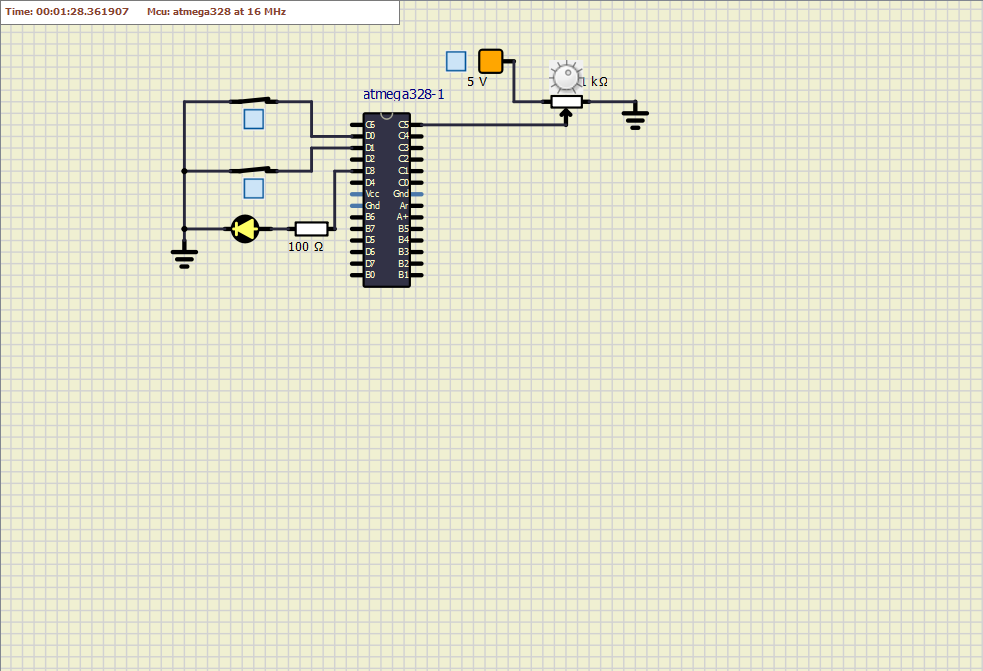 Time: 00:01:28.361907 Mcu: atmega328 at 16 MHz
5 V
1 kΩ
atmega328-1
C6 C5
D0 C4
D1 C3
D2 C2
D3 C1
D4 C0
Vcc Gnd
Gnd Ar
B6 A+
B7 B5
D5 B4
D6 B3
D7 B2
B0 B1
100 Ω